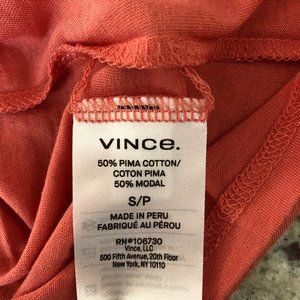 VINCE.
50% PIMA COTTON/
COTON PIMA
50% MODAL
S/P
MADE IN PERU
FABRIQUÉ AU PÉROU
RN#106730
Vince, LLC
500 Fifth Avenue, 20th Floor
New York, NY 10110